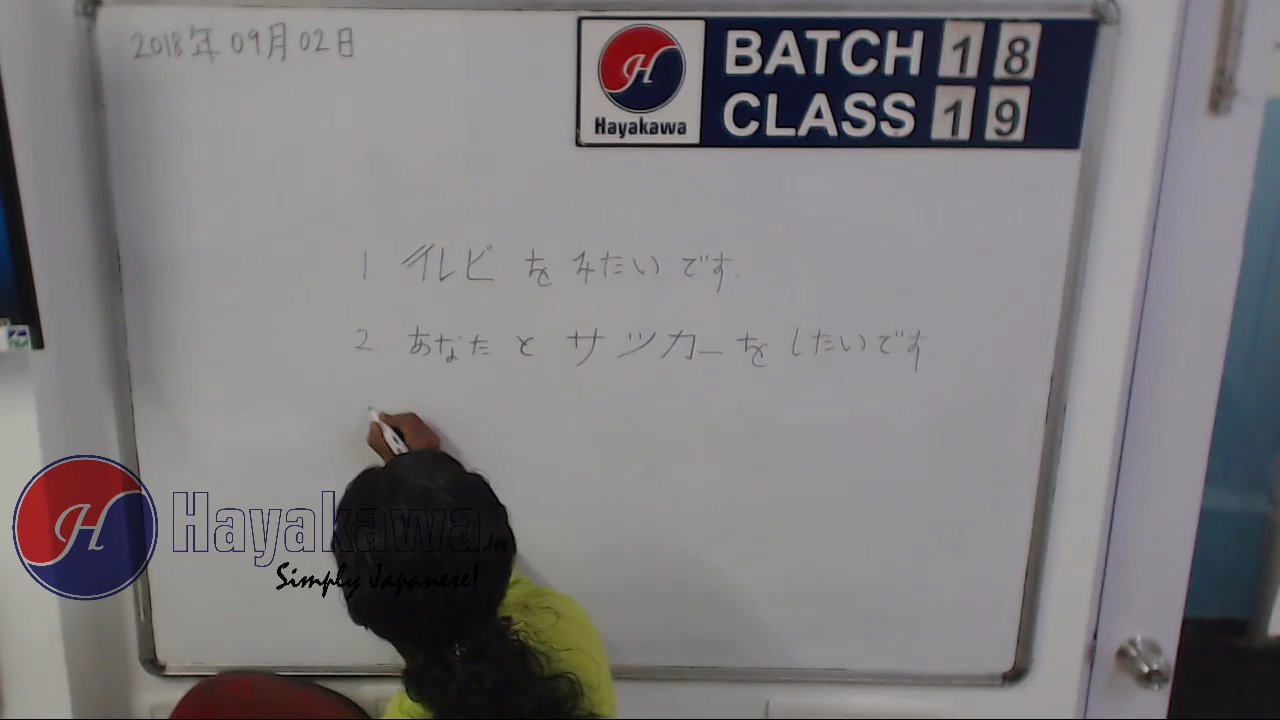 2018年09月02日
H
Hayakawa
BATCH 18
CLASS 19
1 テレビ を みたい です.
2. あなた と サッカー を したいです.
H
Hayakawa.in
Simply Japanese!